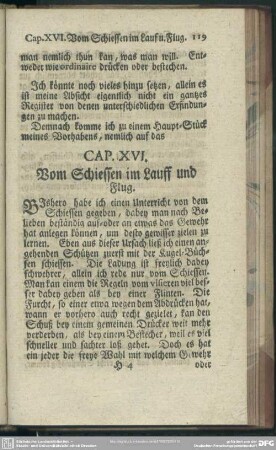 Cap. XVI. Vom Schiessen im Lauf u. Flug. 119
man nemlich thun kan, was man will. Ent-
weder wie ordinaire drücken oder bestechen.
Ich könnte noch vieles hinzu setzen, allein es
ist meine Absicht eigentlich nicht ein gantzes
Register von denen unterschiedlichen Erfindun-
gen zu machen.
Demnach komme ich zu einem Haupt-Stück
meines Vorhabens, nemlich auf das
CAP. XVI.
Vom Schiessen im Lauff und
Flug.
BIßhero habe ich einen Unterricht von dem
Schiessen gegeben, dabey man nach Be-
lieben beständig auf- oder an etwas das Gewehr
hat anlegen können, um desto gewisser zielen zu
lernen. Eben aus dieser Ursach ließ ich einen an-
gehenden Schützen zuerst mit der Kugel-Büch-
sen schiessen. Die Ladung ist freylich dabey
schwehrer, allein ich rede nur vom Schiessen.
Man kan einem die Regeln vom visiren viel bes-
ser dabey geben als bey einer Flinten. Die
Furcht, so einer etwa wegen dem Abdrücken hat,
wann er vorhero auch recht gezielet, kan den
Schuß bey einem gemeinen Drücker weit mehr
verderben, als bey einem Bestecher, weil es viel
schneller und sachter loß gehet. Doch es hat
ein jeder die freye Wahl mit welchem Gewehr
H 4 oder